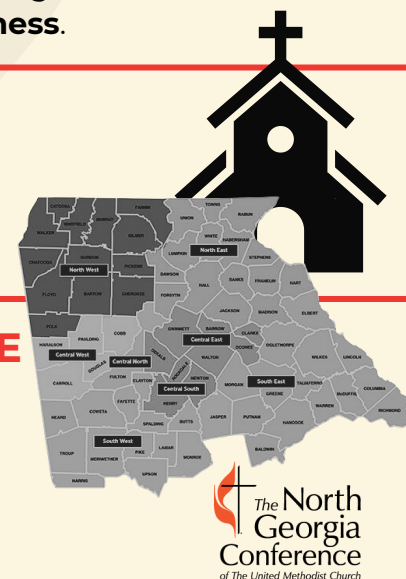 ness.
E
CATOOSA
FANNIN
TOWNS
UNION
RABUN
WALKER
WHITFIELD
MURRAY
GILMER
WHITE
HABERSHAM
LUMPKIN
North East
STEPHENS
CHATTOOGA
GORDON
North West
PICKENS
DAWSON
HALL
BANKS
FRANKLIN
HART
FLOYD
BARTOW
CHEROKEE
FORSYTH
JACKSON
MADISON
ELBERT
POLK
HARALSON
PAULDING
COBB
GWINNETT
BARROW
CLARKE
Central East
OCONEE
OGLETHORPE
Central West
Central North
DEKALB
WALTON
WILKES
LINCOLN
DOUGLAS
FULTON
CLAYTON
ROCKDALE
NEWTON
Central South
MORGAN
South East
GREENE
TALIAFERRO
McDUFFIE
COLUMBIA
CARROLL
FAYETTE
HENRY
RICHMOND
HEARD
COWETA
SPALDING
BUTTS
JASPER
PUTNAM
HANCOCK
WARREN
South West
TROUP
MERIWETHER
PIKE
LAMAR
MONROE
BALDWIN
HARRIS
UPSON
The North
Georgia
Conference
of The United Methodist Church